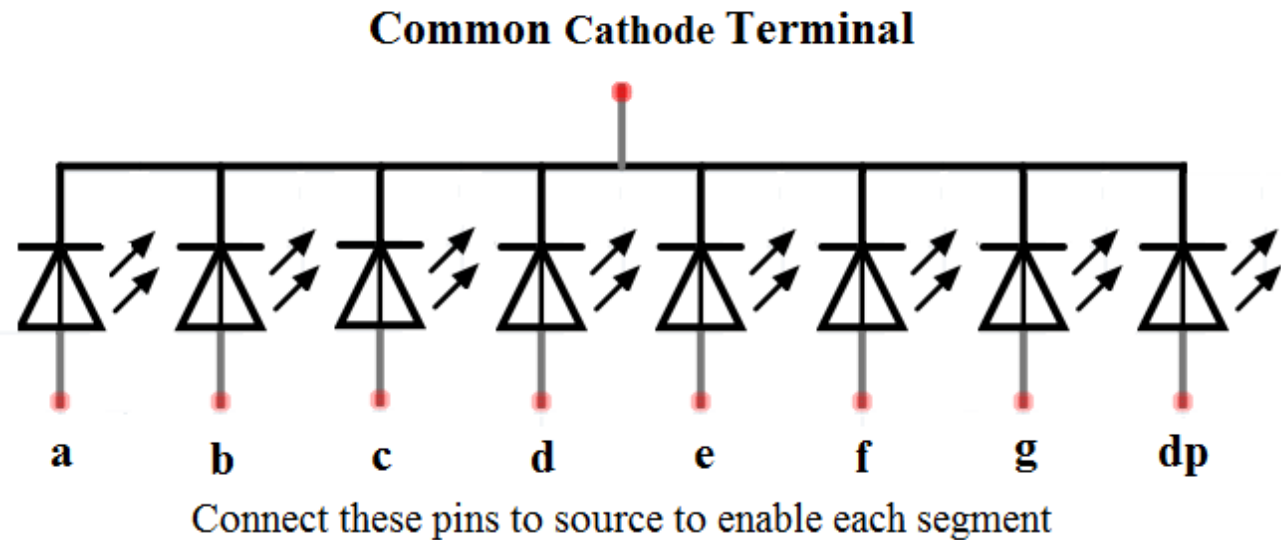 Common Cathode Terminal
a b c d e f g dp
Connect these pins to source to enable each segment